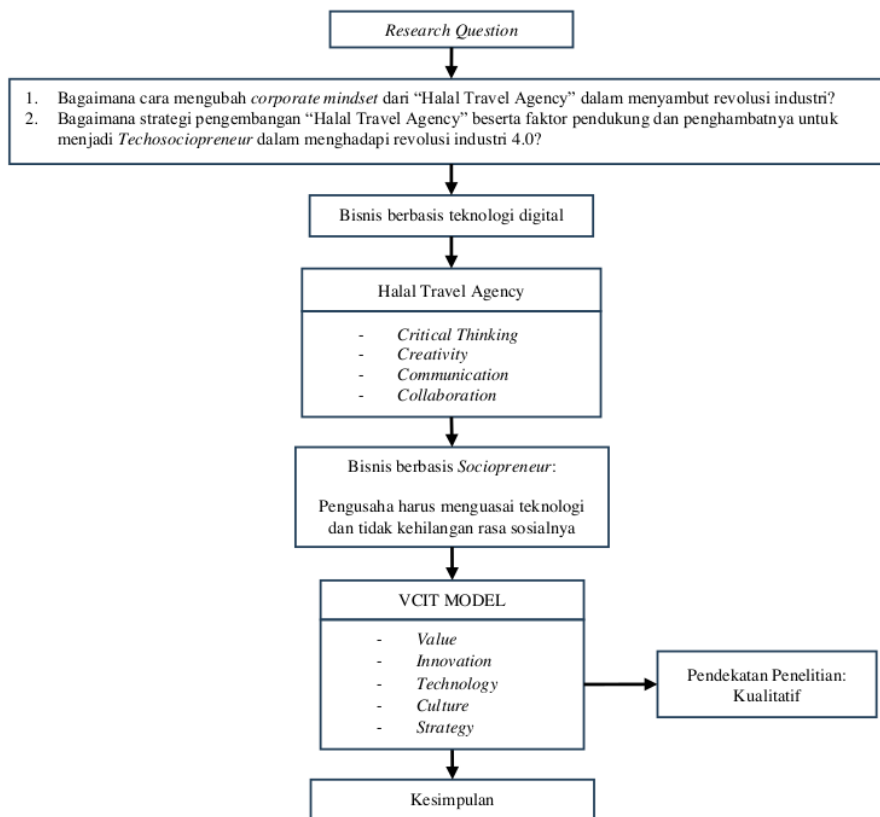 Research Question
1. Bagaimana cara mengubah corporate mindset dari “Halal Travel Agency” dalam menyambut revolusi industri?
2. Bagaimana strategi pengembangan “Halal Travel Agency” beserta faktor pendukung dan penghambatnya untuk
menjadi Techosociopreneur dalam menghadapi revolusi industri 4.0?
Bisnis berbasis teknologi digital
Halal Travel Agency
- Critical Thinking
- Creativity
- Communication
- Collaboration
Bisnis berbasis Sociopreneur:
Pengusaha harus menguasai teknologi
dan tidak kehilangan rasa sosialnya
VCIT MODEL
- Value
- Innovation
- Technology
- Culture
- Strategy
Pendekatan Penelitian:
Kualitatif
Kesimpulan